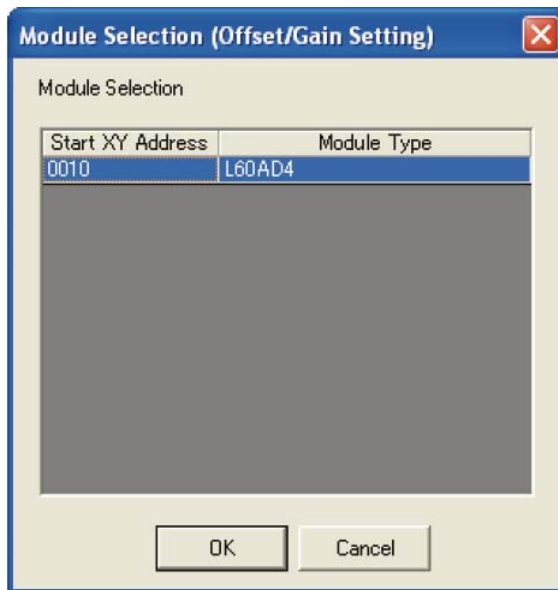 Module Selection (Offset/Gain Setting)
Module Selection
Start XY Address Module Type
0010 L60AD4
OK Cancel